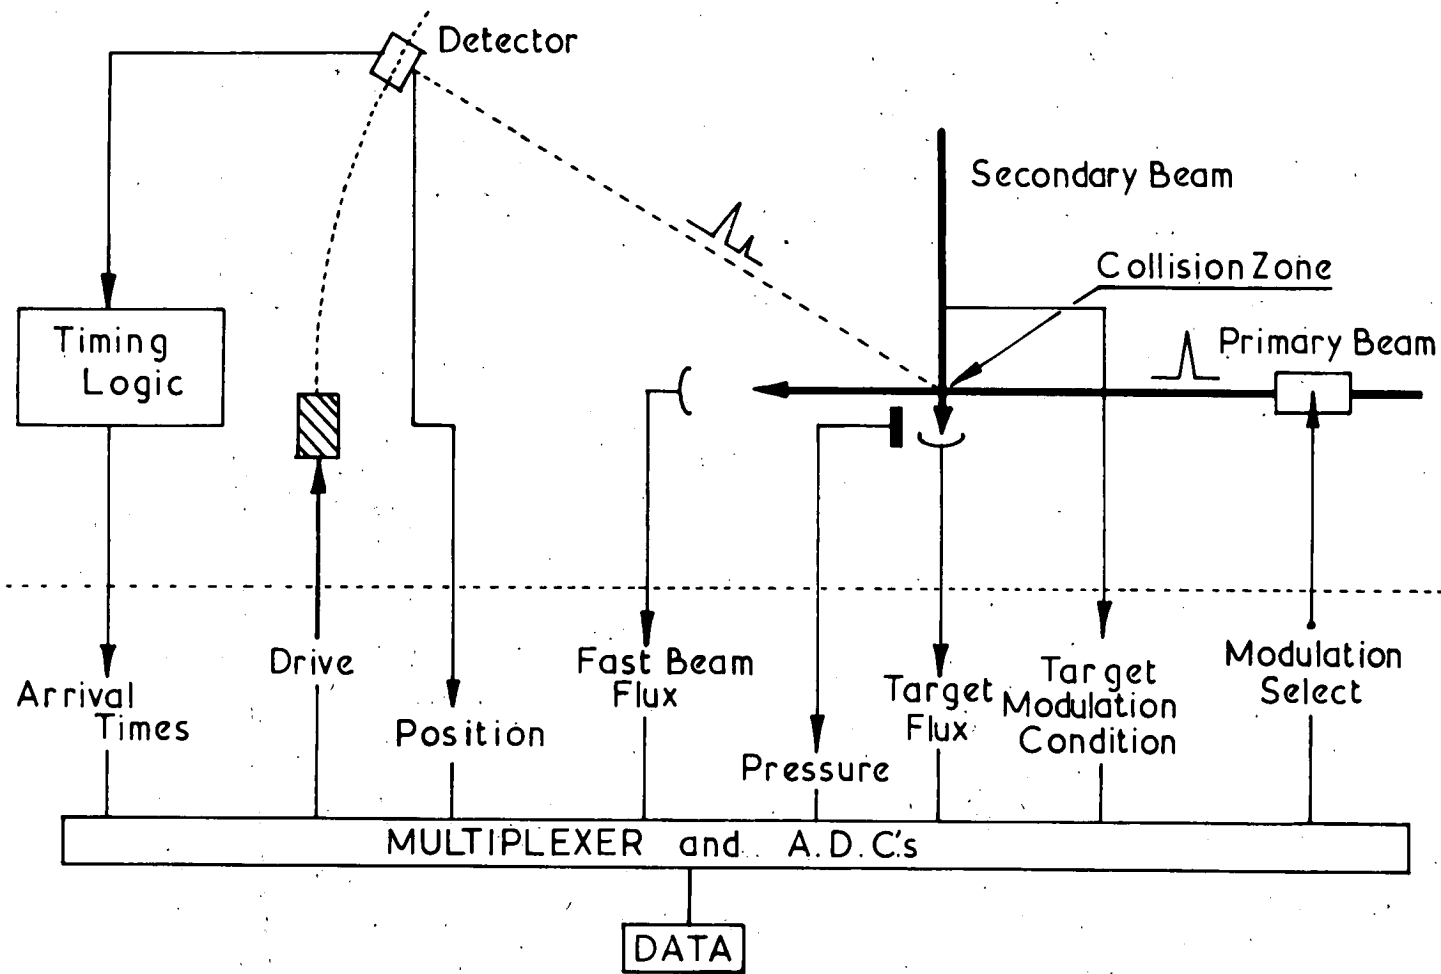 Detector
Secondary Beam
Collision Zone
Primary Beam
Timing
Logic
Arrival
Times
Drive
Position
Fast Beam
Flux
Pressure
Target
Flux
Target
Modulation
Condition
Modulation
Select
MULTIPLEXER and A.D.C's
DATA